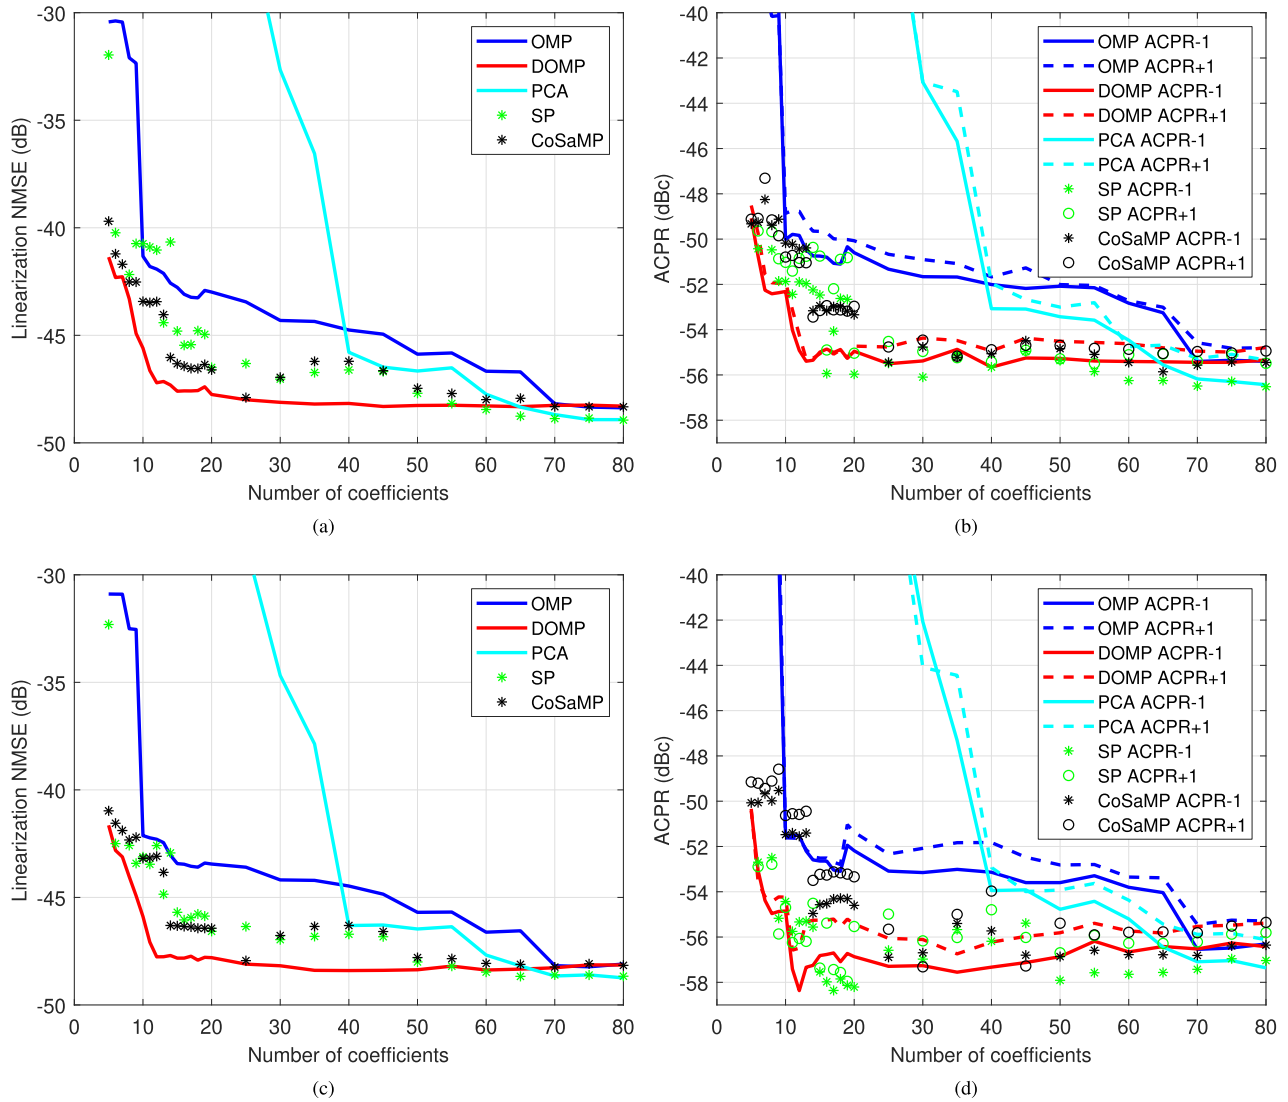 -30
-35
-40
-45
-50
0
10
20
30
40
50
60
70
80
Linearization NMSE (dB)
Number of coefficients
OMP
DOMP
PCA
SP
CoSaMP
(a)
-40
-42
-44
-46
-48
-50
-52
-54
-56
-58
0
10
20
30
40
50
60
70
80
ACPR (dBc)
Number of coefficients
OMP ACPR-1
OMP ACPR+1
DOMP ACPR-1
DOMP ACPR+1
PCA ACPR-1
PCA ACPR+1
SP ACPR-1
SP ACPR+1
CoSaMP ACPR-1
CoSaMP ACPR+1
(b)
-30
-35
-40
-45
-50
0
10
20
30
40
50
60
70
80
Linearization NMSE (dB)
Number of coefficients
OMP
DOMP
PCA
SP
CoSaMP
(c)
-40
-42
-44
-46
-48
-50
-52
-54
-56
-58
0
10
20
30
40
50
60
70
80
ACPR (dBc)
Number of coefficients
OMP ACPR-1
OMP ACPR+1
DOMP ACPR-1
DOMP ACPR+1
PCA ACPR-1
PCA ACPR+1
SP ACPR-1
SP ACPR+1
CoSaMP ACPR-1
CoSaMP ACPR+1
(d)